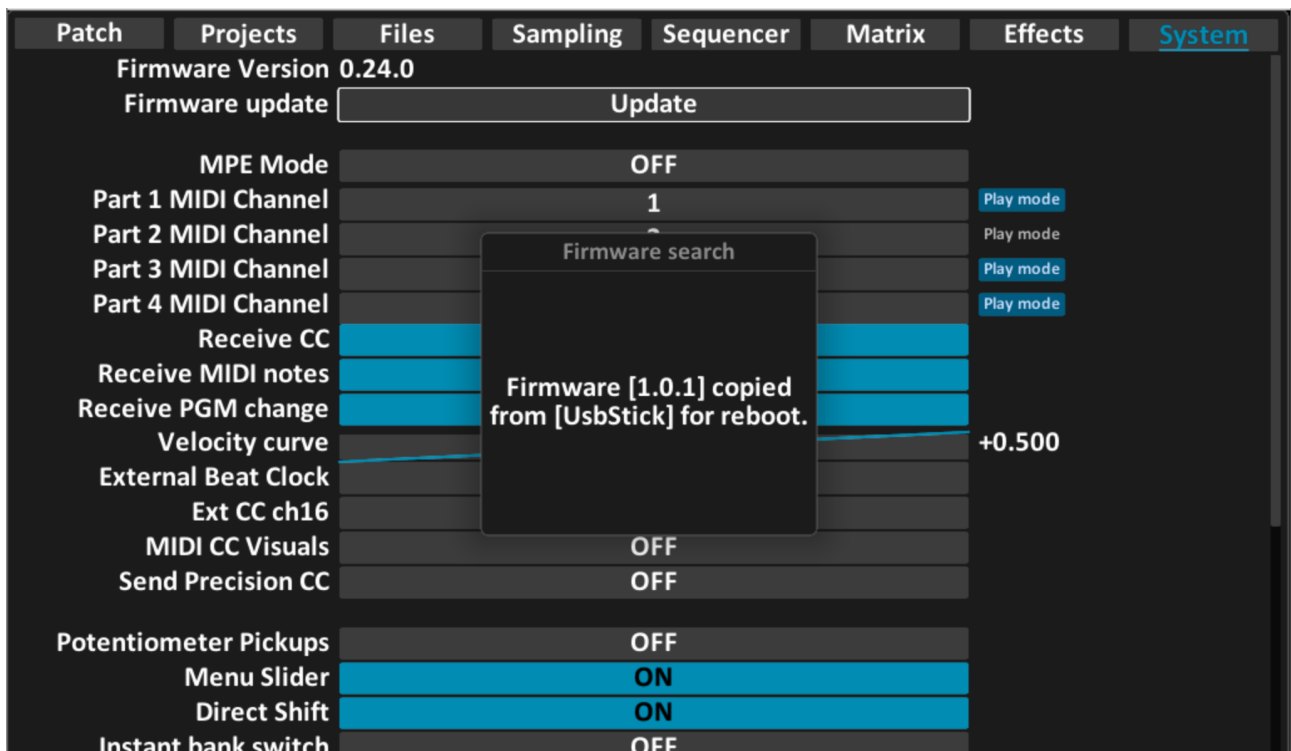 Patch Projects Files Sampling Sequencer Matrix Effects System
Firmware Version 0.24.0
Firmware update Update
MPE Mode OFF
Part 1 MIDI Channel 1 Play mode
Part 2 MIDI Channel Play mode
Part 3 MIDI Channel Play mode
Part 4 MIDI Channel Play mode
Receive CC
Receive MIDI notes
Receive PGM change
Velocity curve +0.500
External Beat Clock
Ext CC ch16
MIDI CC Visuals OFF
Send Precision CC OFF
Potentiometer Pickups OFF
Menu Slider ON
Direct Shift ON
Instant bank switch OFF
Firmware search
Firmware [1.0.1] copied
from [UsbStick] for reboot.